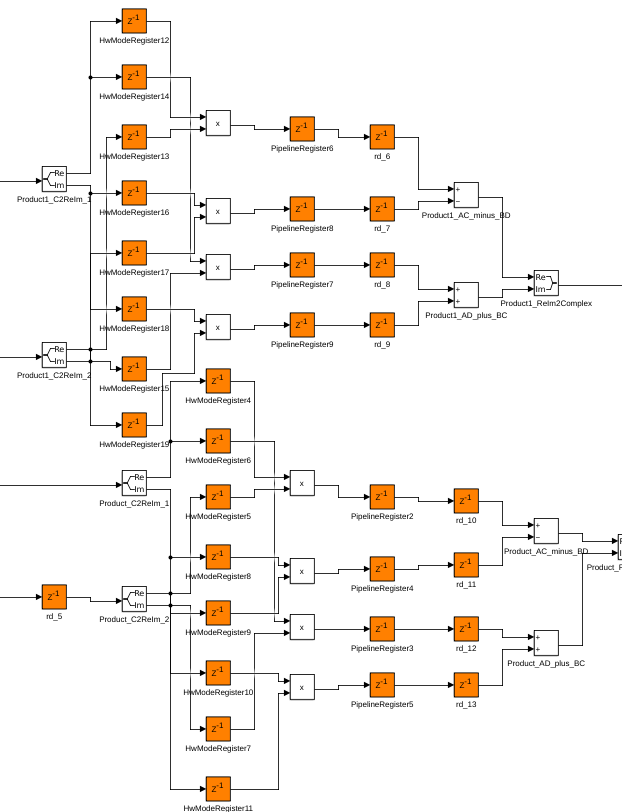 Z-1
HwModeRegister12
Z-1
HwModeRegister14
x
Z-1
HwModeRegister13
Z-1
PipelineRegister6
Z-1
rd_6
Re
Im
Product1_C2ReIm_1
Z-1
HwModeRegister16
x
Z-1
PipelineRegister8
Z-1
rd_7
+
−
Product1_AC_minus_BD
Z-1
HwModeRegister17
x
Z-1
PipelineRegister7
Z-1
rd_8
Re
Im
Product1_ReIm2Complex
+
+
Product1_AD_plus_BC
Z-1
HwModeRegister18
x
Z-1
PipelineRegister9
Z-1
rd_9
Re
Im
Product1_C2ReIm_2
Z-1
HwModeRegister15
Z-1
HwModeRegister4
Z-1
HwModeRegister19
Z-1
HwModeRegister6
Re
Im
Product_C2ReIm_1
x
Z-1
HwModeRegister5
Z-1
PipelineRegister2
Z-1
rd_10
+
−
Product_AC_minus_BD
Z-1
HwModeRegister8
x
Z-1
PipelineRegister4
Z-1
rd_11
Z-1
rd_5
Re
Im
Product_C2ReIm_2
Z-1
HwModeRegister9
x
Z-1
PipelineRegister3
Z-1
rd_12
+
+
Product_AD_plus_BC
Z-1
HwModeRegister10
x
Z-1
PipelineRegister5
Z-1
rd_13
Z-1
HwModeRegister7
Z-1
HwModeRegister11